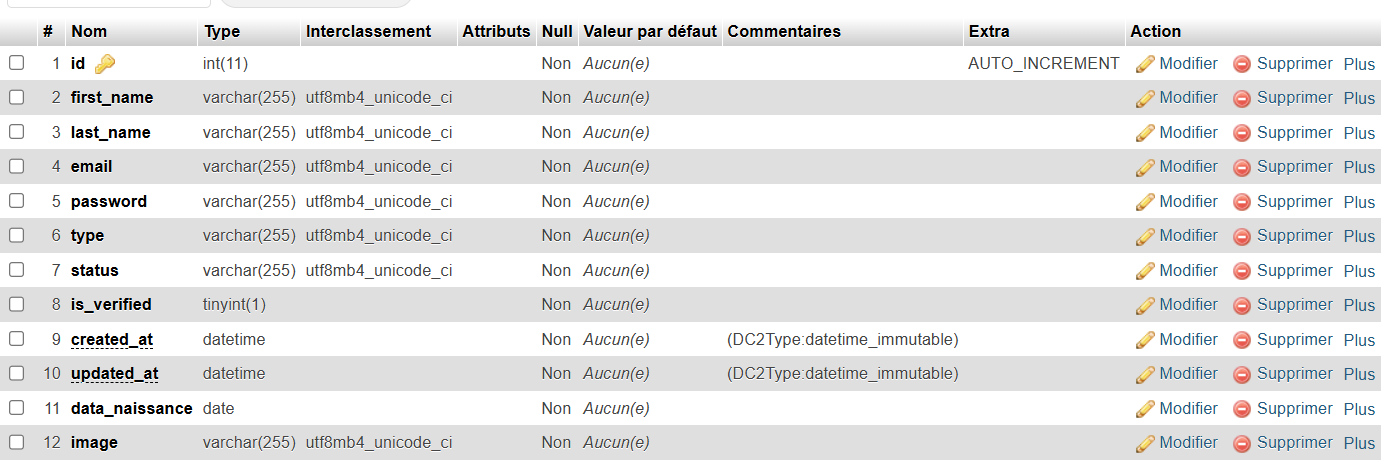 # Nom Type Interclassement Attributs Null Valeur par défaut Commentaires Extra Action
1 id int(11) Non Aucun(e) AUTO_INCREMENT Modifier Supprimer Plus
2 first_name varchar(255) utf8mb4_unicode_ci Non Aucun(e) Modifier Supprimer Plus
3 last_name varchar(255) utf8mb4_unicode_ci Non Aucun(e) Modifier Supprimer Plus
4 email varchar(255) utf8mb4_unicode_ci Non Aucun(e) Modifier Supprimer Plus
5 password varchar(255) utf8mb4_unicode_ci Non Aucun(e) Modifier Supprimer Plus
6 type varchar(255) utf8mb4_unicode_ci Non Aucun(e) Modifier Supprimer Plus
7 status varchar(255) utf8mb4_unicode_ci Non Aucun(e) Modifier Supprimer Plus
8 is_verified tinyint(1) Non Aucun(e) Modifier Supprimer Plus
9 created_at datetime Non Aucun(e) (DC2Type:datetime_immutable) Modifier Supprimer Plus
10 updated_at datetime Non Aucun(e) (DC2Type:datetime_immutable) Modifier Supprimer Plus
11 data_naissance date Non Aucun(e) Modifier Supprimer Plus
12 image varchar(255) utf8mb4_unicode_ci Non Aucun(e) Modifier Supprimer Plus